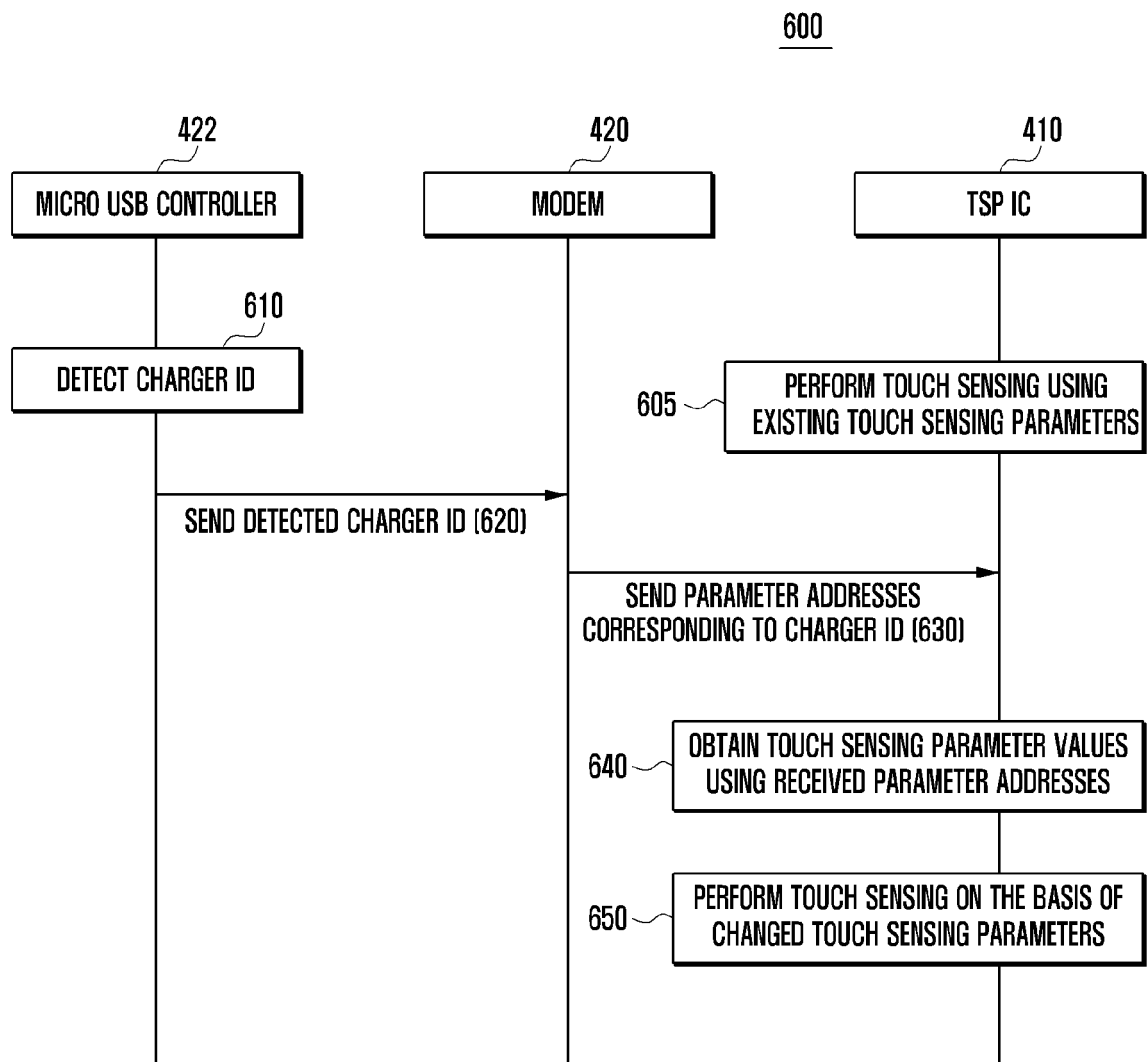 600
422
420
410
MICRO USB CONTROLLER
MODEM
TSP IC
610
DETECT CHARGER ID
605
PERFORM TOUCH SENSING USING
EXISTING TOUCH SENSING PARAMETERS
SEND DETECTED CHARGER ID (620)
SEND PARAMETER ADDRESSES
CORRESPONDING TO CHARGER ID (630)
640
OBTAIN TOUCH SENSING PARAMETER VALUES
USING RECEIVED PARAMETER ADDRESSES
650
PERFORM TOUCH SENSING ON THE BASIS OF
CHANGED TOUCH SENSING PARAMETERS